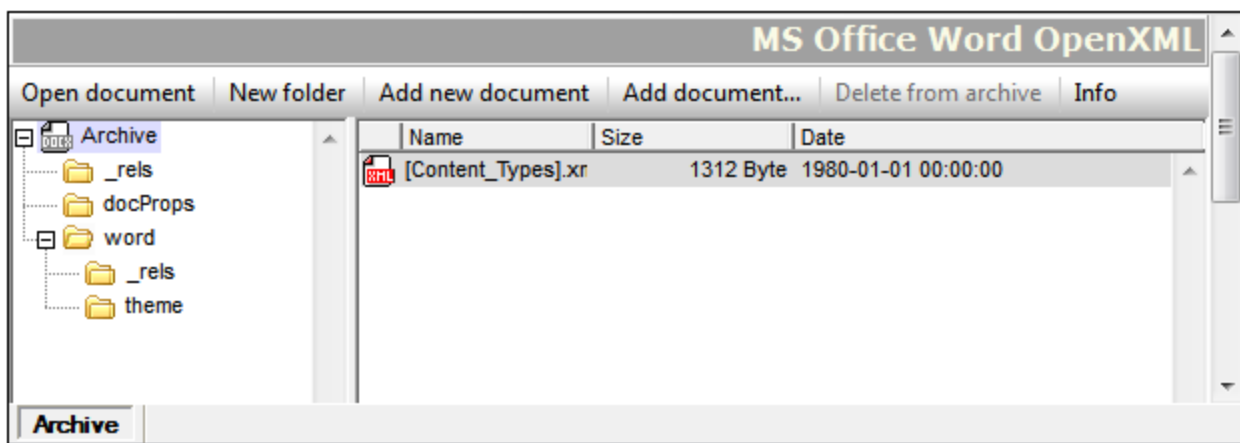 MS Office Word OpenXML
Open document New folder Add new document Add document... Delete from archive Info
Archive
_rels
docProps
word
_rels
theme
Name Size Date
[Content_Types].xr 1312 Byte 1980-01-01 00:00:00
Archive